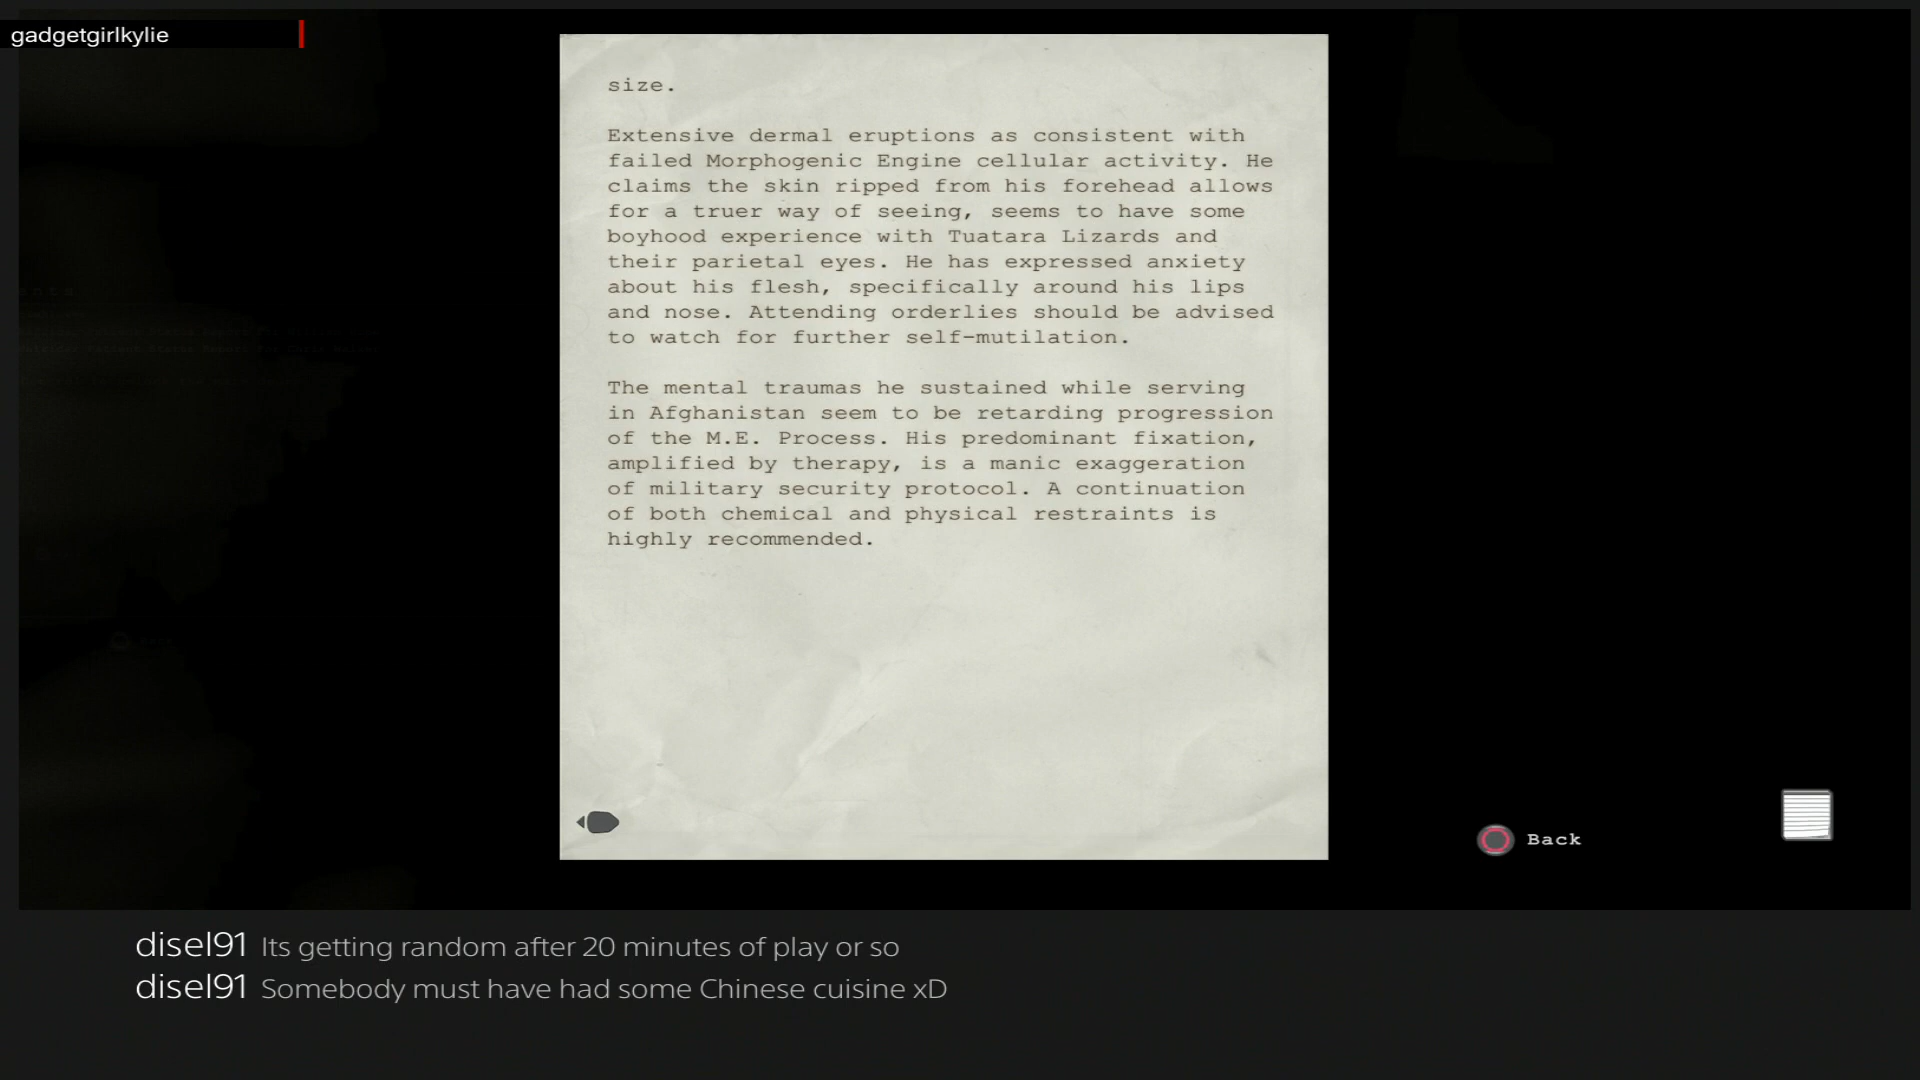 gadgetgirlkylie
size.
Extensive dermal eruptions as consistent with
failed Morphogenic Engine cellular activity. He
claims the skin ripped from his forehead allows
for a truer way of seeing, seems to have some
boyhood experience with Tuatara Lizards and
their parietal eyes. He has expressed anxiety
about his flesh, specifically around his lips
and nose. Attending orderlies should be advised
to watch for further self-mutilation.
The mental traumas he sustained while serving
in Afghanistan seem to be retarding progression
of the M.E. Process. His predominant fixation,
amplified by therapy, is a manic exaggeration
of military security protocol. A continuation
of both chemical and physical restraints is
highly recommended.
Back
disel91 Its getting random after 20 minutes of play or so
disel91 Somebody must have had some Chinese cuisine xD